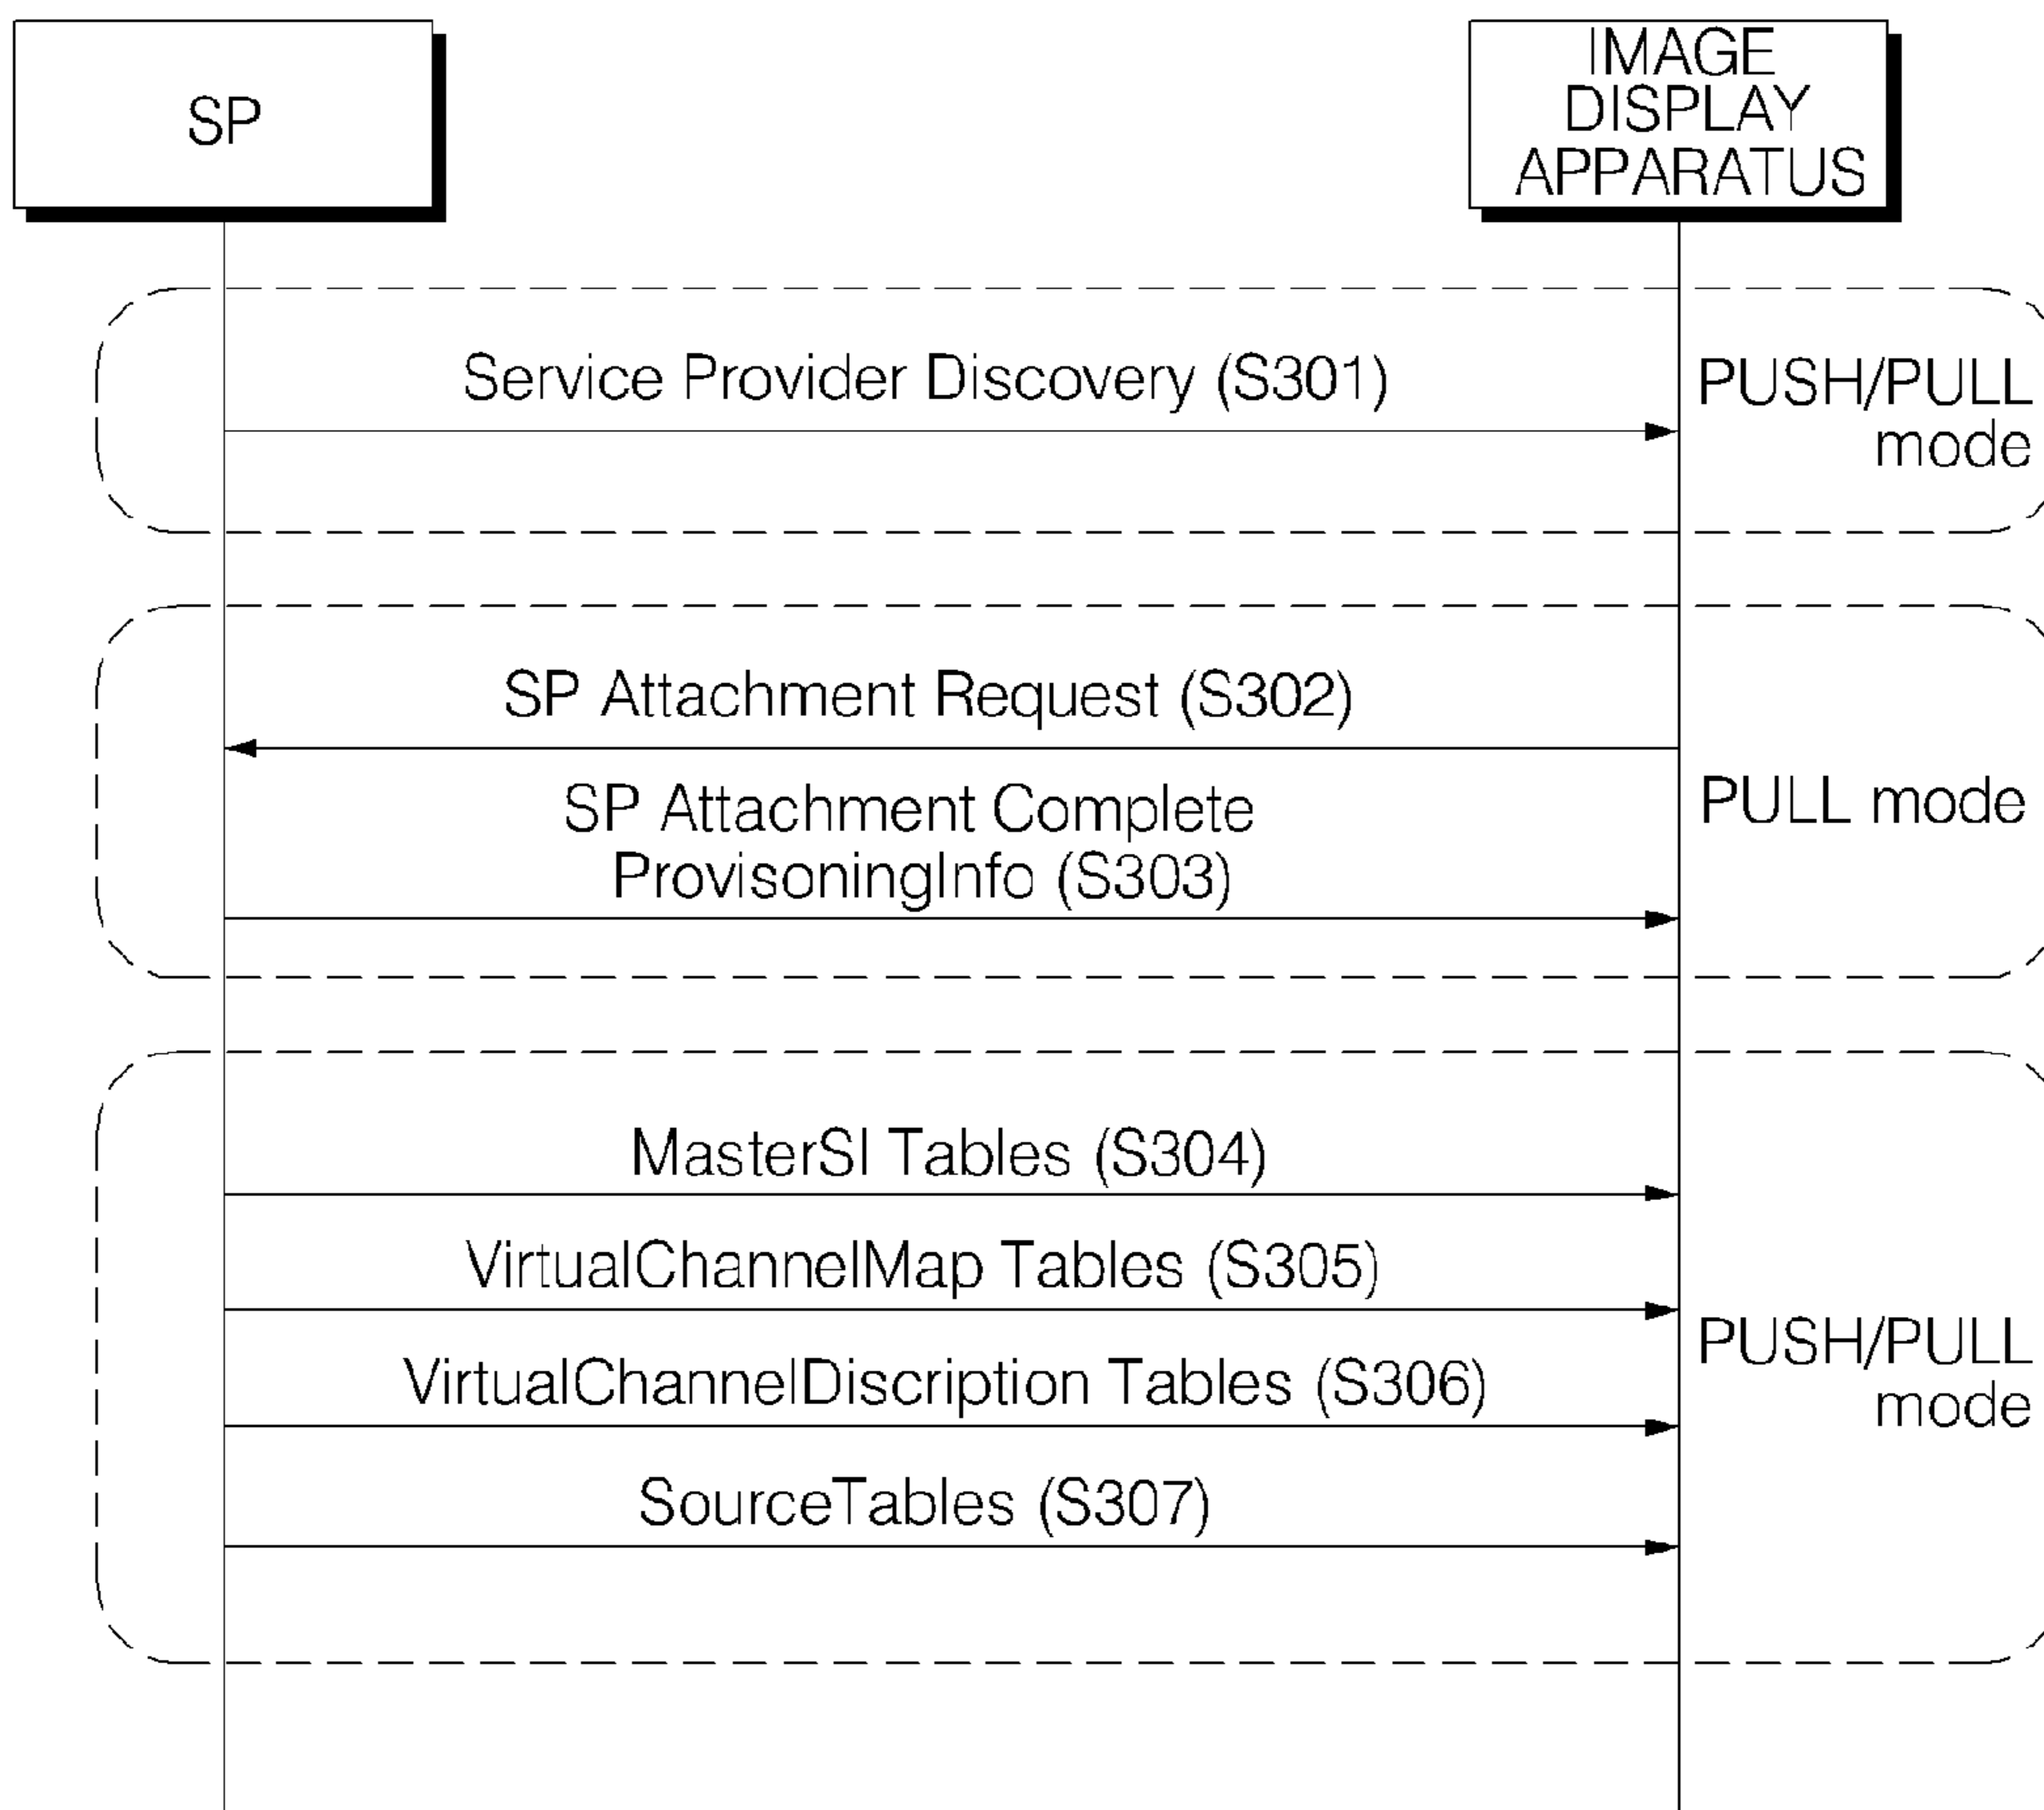 SP
IMAGE
DISPLAY
APPARATUS
Service Provider Discovery (S301)
PUSH/PULL
mode
SP Attachment Request (S302)
SP Attachment Complete
ProvisoningInfo (S303)
PULL mode
MasterSI Tables (S304)
VirtualChannelMap Tables (S305)
VirtualChannelDiscription Tables (S306)
SourceTables (S307)
PUSH/PULL
mode